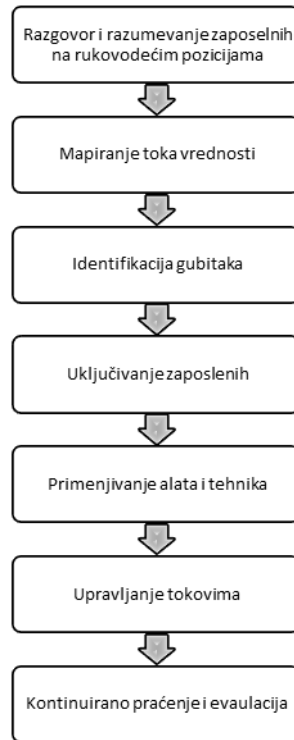 Razgovor i razumevanje zaposelnih
na rukovodećim pozicijama
Mapiranje toka vrednosti
Identifikacija gubitaka
Uključivanje zaposlenih
Primenjivanje alata i tehnika
Upravljanje tokovima
Kontinuirano praćenje i evaulacija